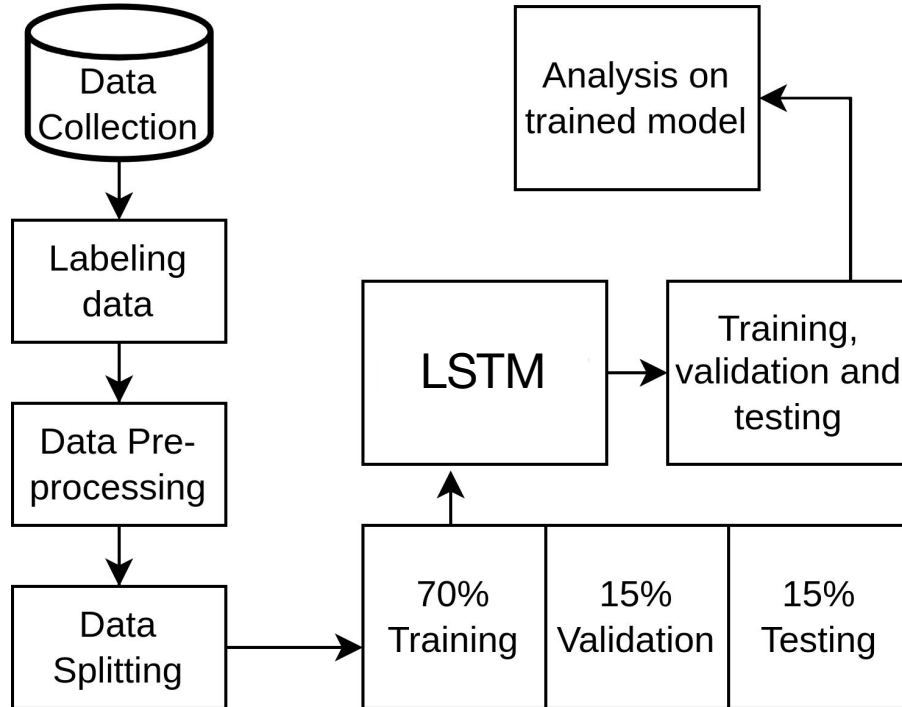 Data
Collection
Labeling
data
Data Pre-
processing
Data
Splitting
70%
Training
15%
Validation
15%
Testing
LSTM
Training,
validation and
testing
Analysis on
trained model